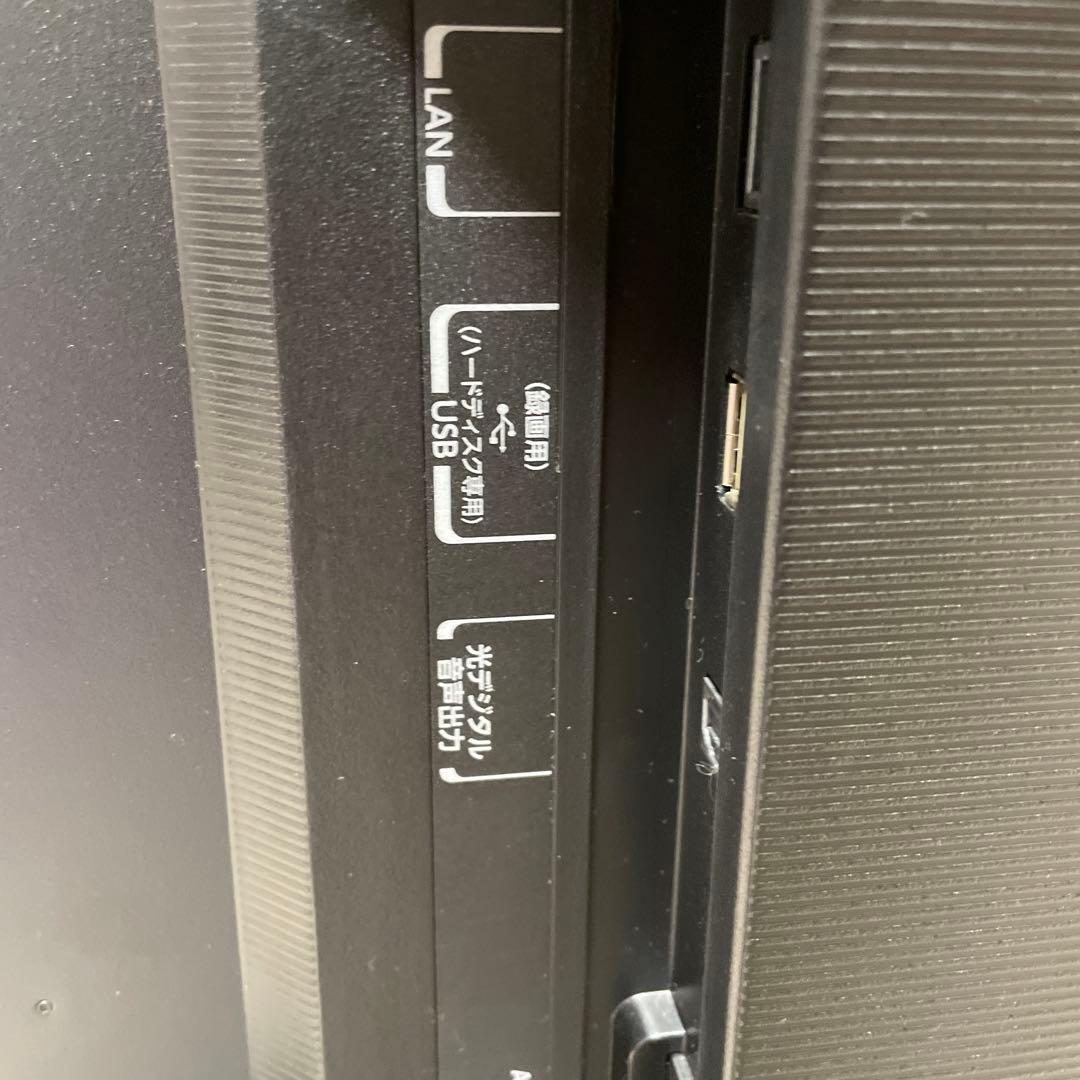 LAN
(録画用)
(ハードディスク専用)
USB
光デジタル
音声出力
A